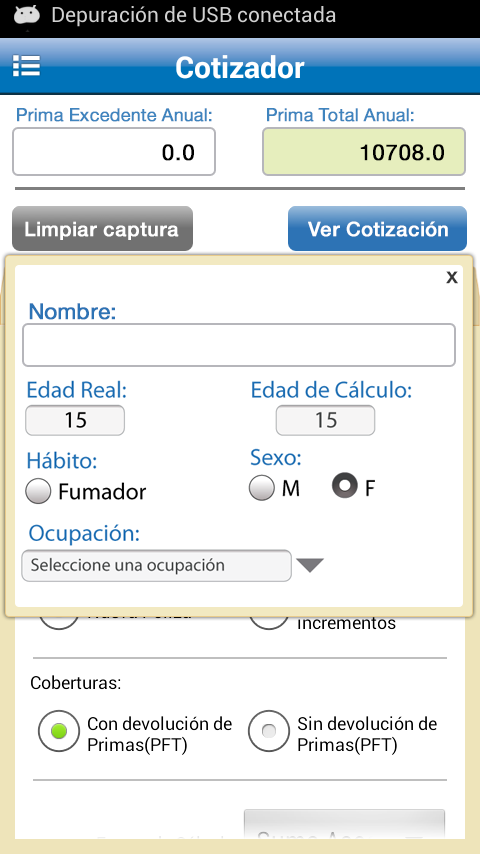 Depuración de USB conectada
Cotizador
Prima Excedente Anual:
Prima Total Anual:
0.0
10708.0
Limpiar captura
Ver Cotización
x
Nombre:
Edad Real:
Edad de Cálculo:
15
15
Hábito:
Sexo:
Fumador
M
F
Ocupación:
Seleccione una ocupación
incrementos
Coberturas:
Con devolución de
Primas(PFT)
Sin devolución de
Primas(PFT)